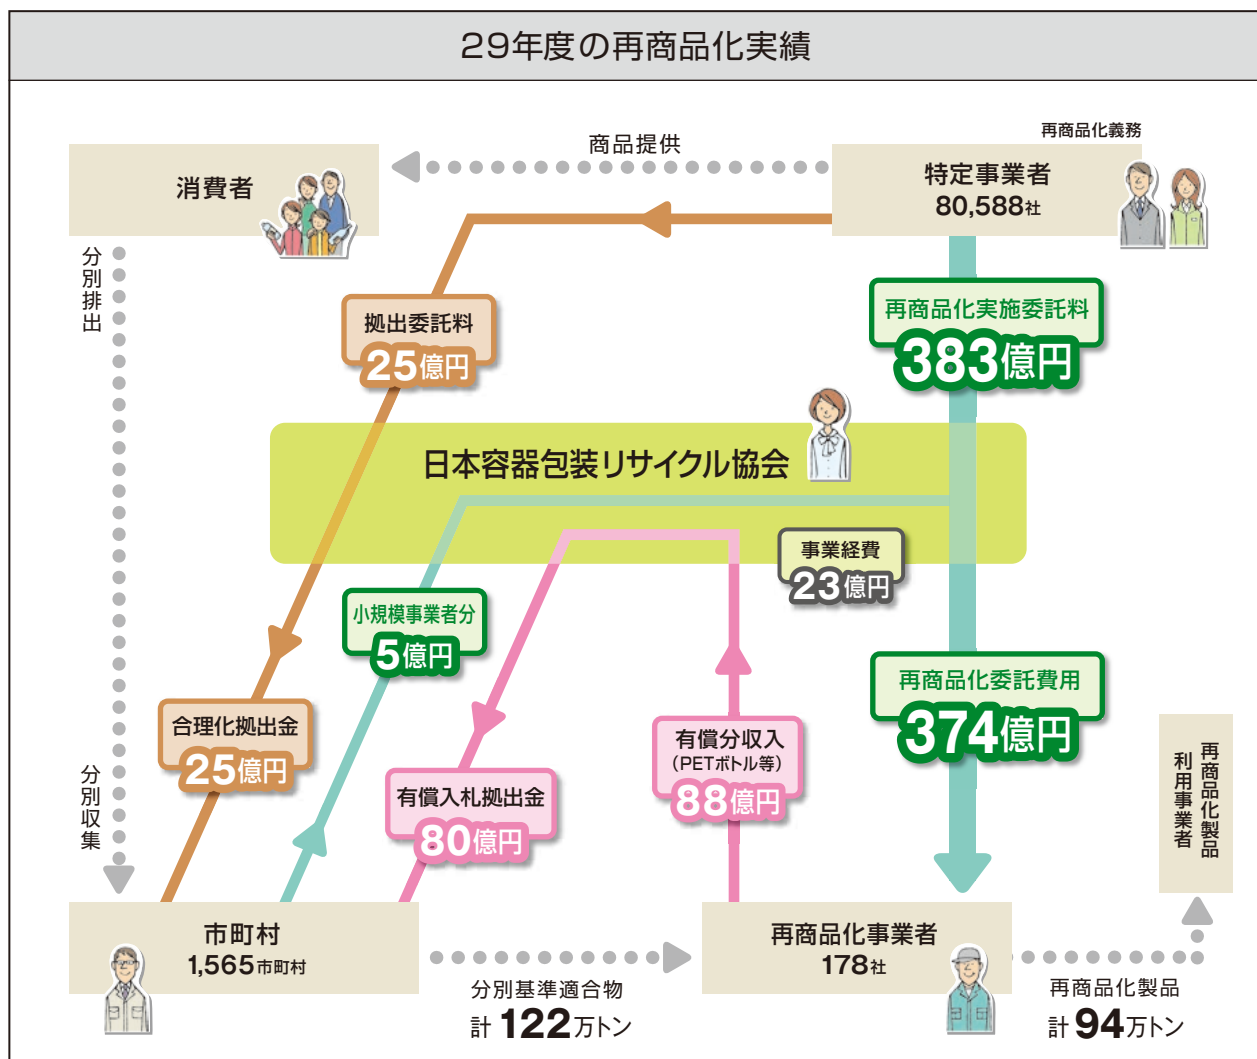 29年度の再商品化実績
商品提供
再商品化義務
消費者
特定事業者
80,588社
分別排出
拠出委託料
25億円
再商品化実施委託料
383億円
日本容器包装リサイクル協会
事業経費
23億円
小規模事業者分
5億円
再商品化委託費用
374億円
合理化拠出金
25億円
有償分収入
(PETボトル等)
88億円
有償入札拠出金
80億円
分別収集
再商品化製品
利用事業者
市町村
1,565市町村
再商品化事業者
178社
分別基準適合物
計 122万トン
再商品化製品
計 94万トン